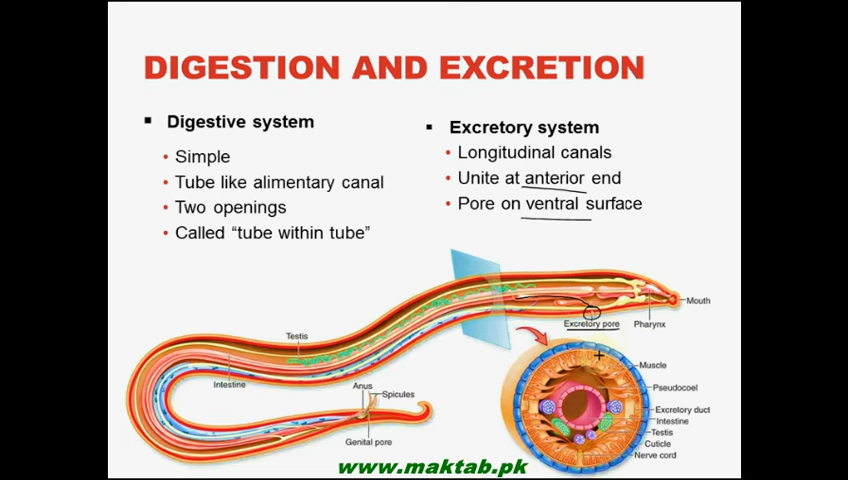 DIGESTION AND EXCRETION
▪ Digestive system
• Simple
• Tube like alimentary canal
• Two openings
• Called “tube within tube”
▪ Excretory system
• Longitudinal canals
• Unite at anterior end
• Pore on ventral surface
Mouth
Excretory pore
Pharynx
Testis
Intestine
Anus
Spicules
Genital pore
Muscle
Pseudocoel
Excretory duct
Intestine
Testis
Cuticle
Nerve cord
www.maktab.pk